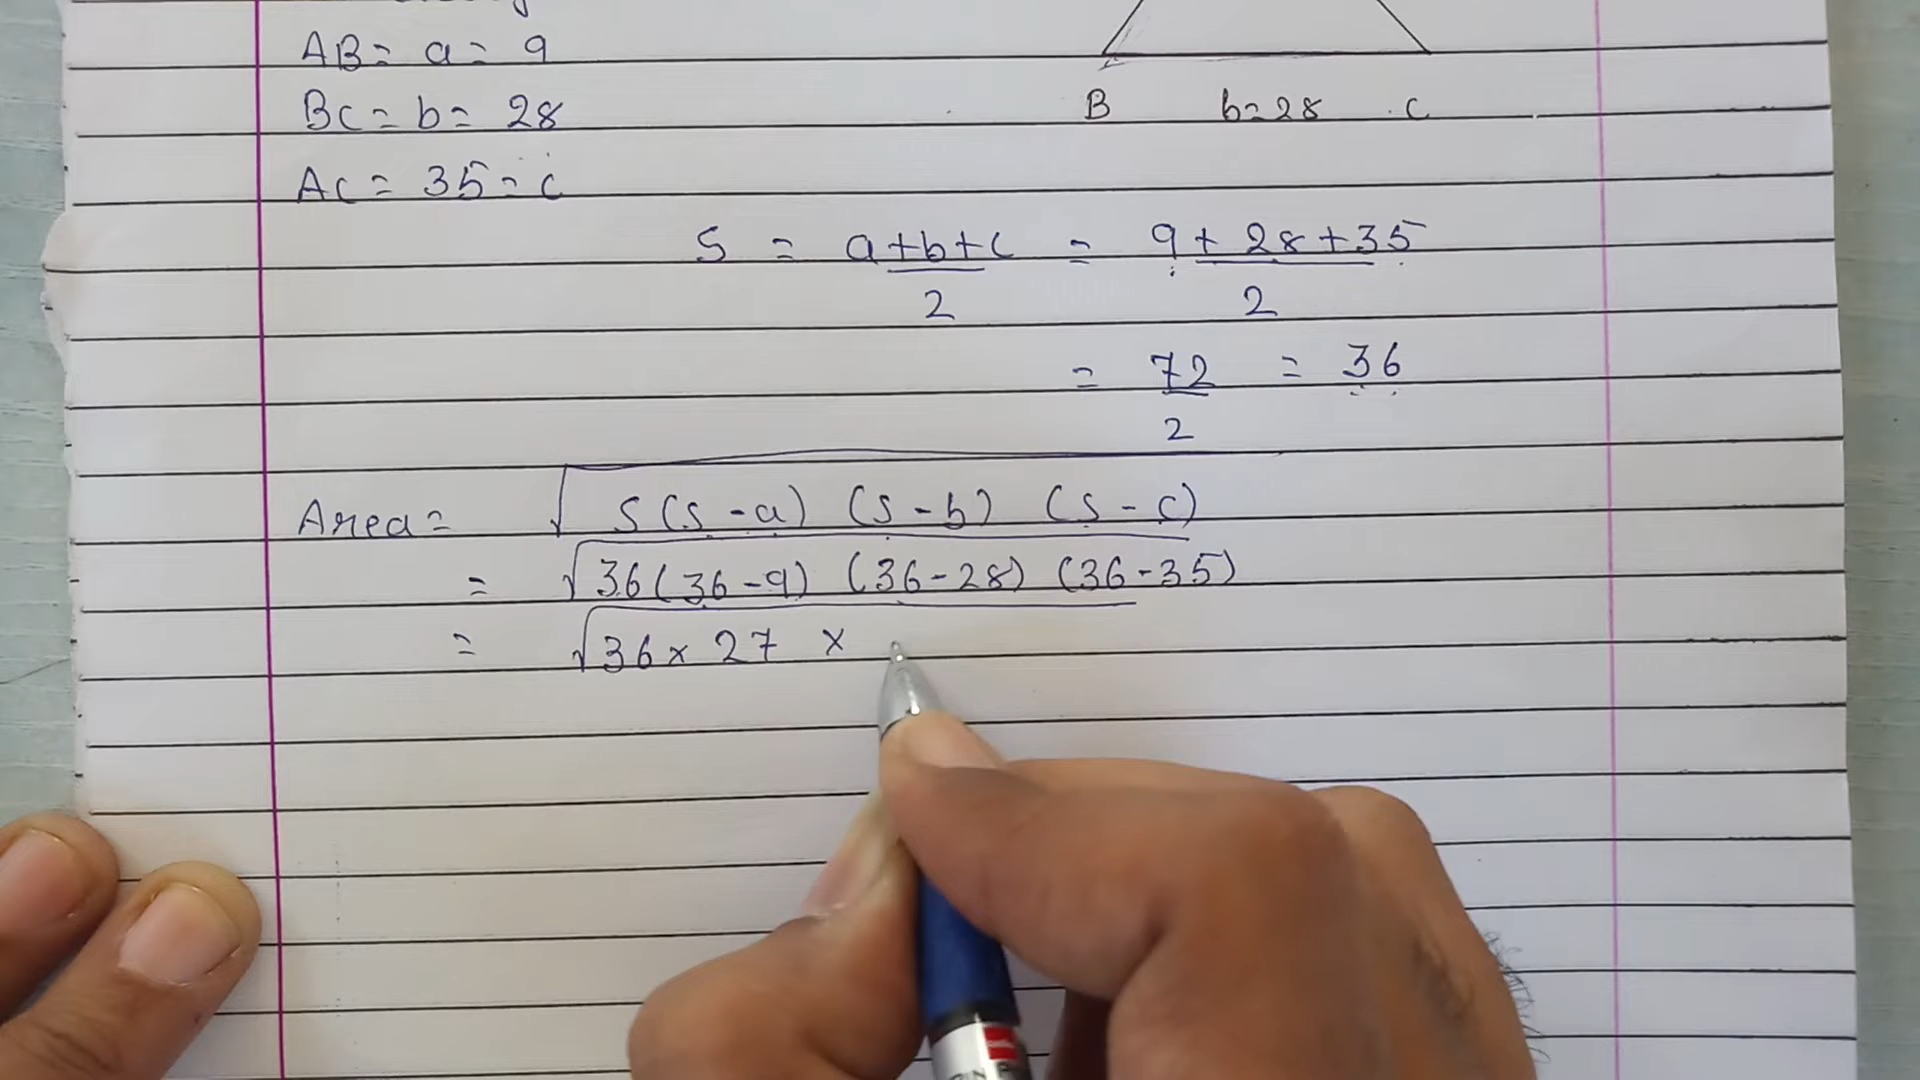 AB = a = 9
BC = b = 28
B b = 28 C
AC = 35 = c
S = a+b+c = 9 + 28 + 35
2 2
= 72 = 36
2
Area = √ S(S-a) (S-b) (S-c)
= √36(36-9) (36-28) (36-35)
= √36 x 27 x